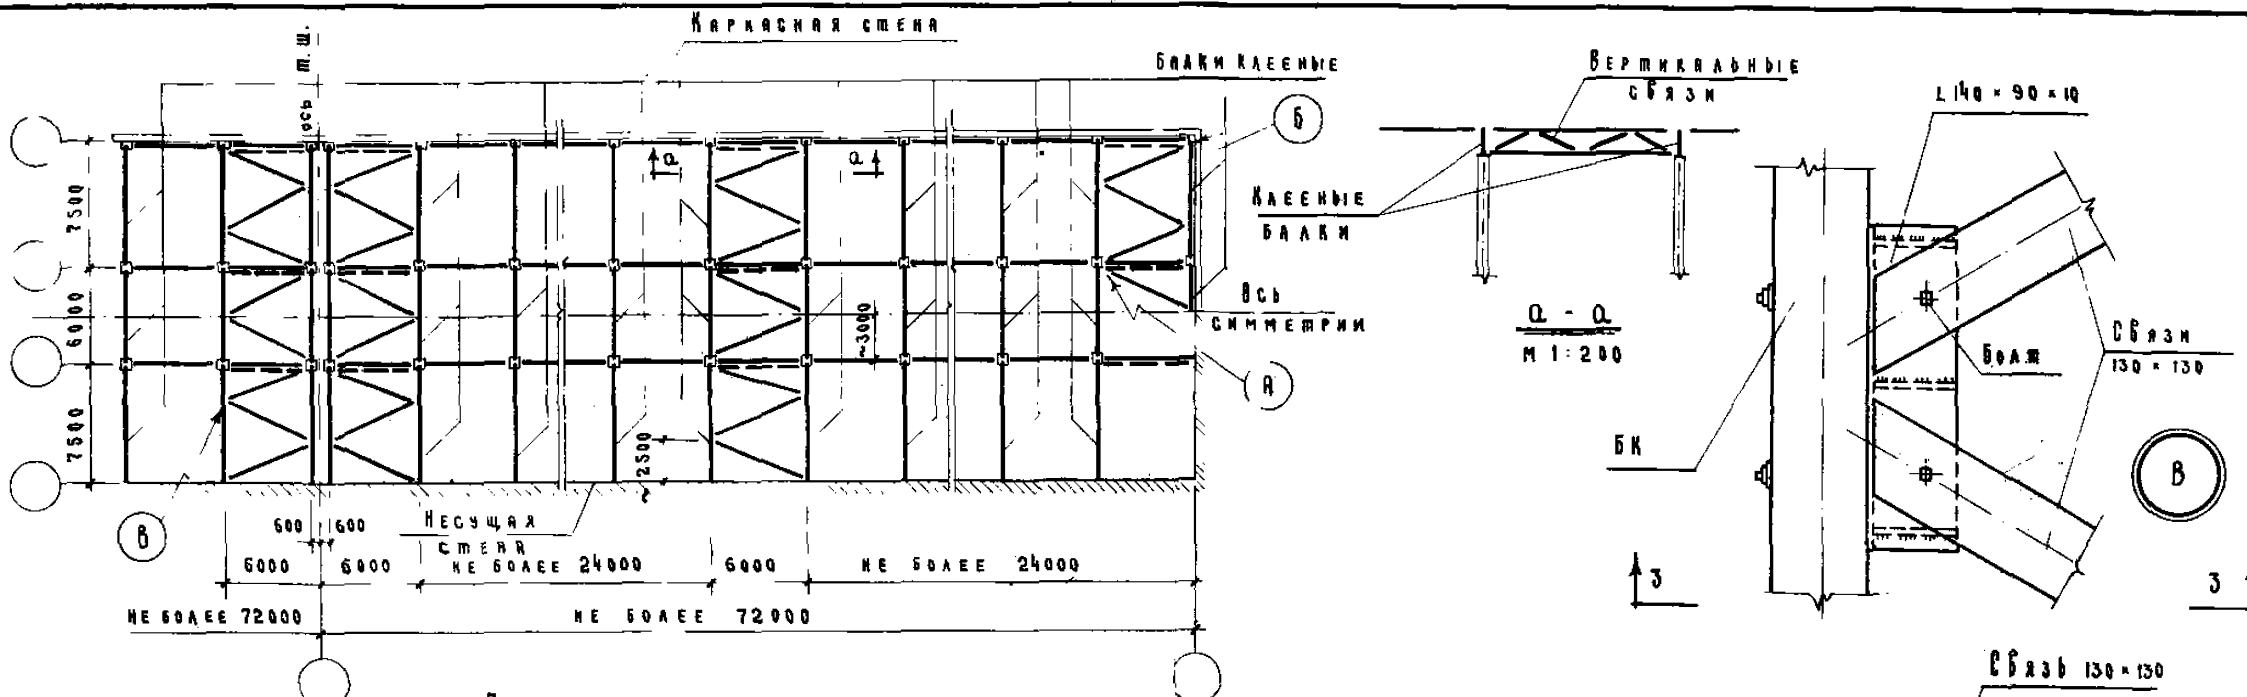 Каркасная стена
Балки клееные
ось т.ш.
Б
а
а
7500
6000
7500
≈3000
≈2500
Ось
симметрии
А
В
600
600
Несущая
стена
6000
6000
не более 24000
6000
не более 24000
не более 72000
не более 72000
Вертикальные
связи
Клееные
балки
а - а
М 1:200
L 140 × 90 × 10
Связи
130 × 130
Болт
БК
В
3
3
Связь 130 × 130